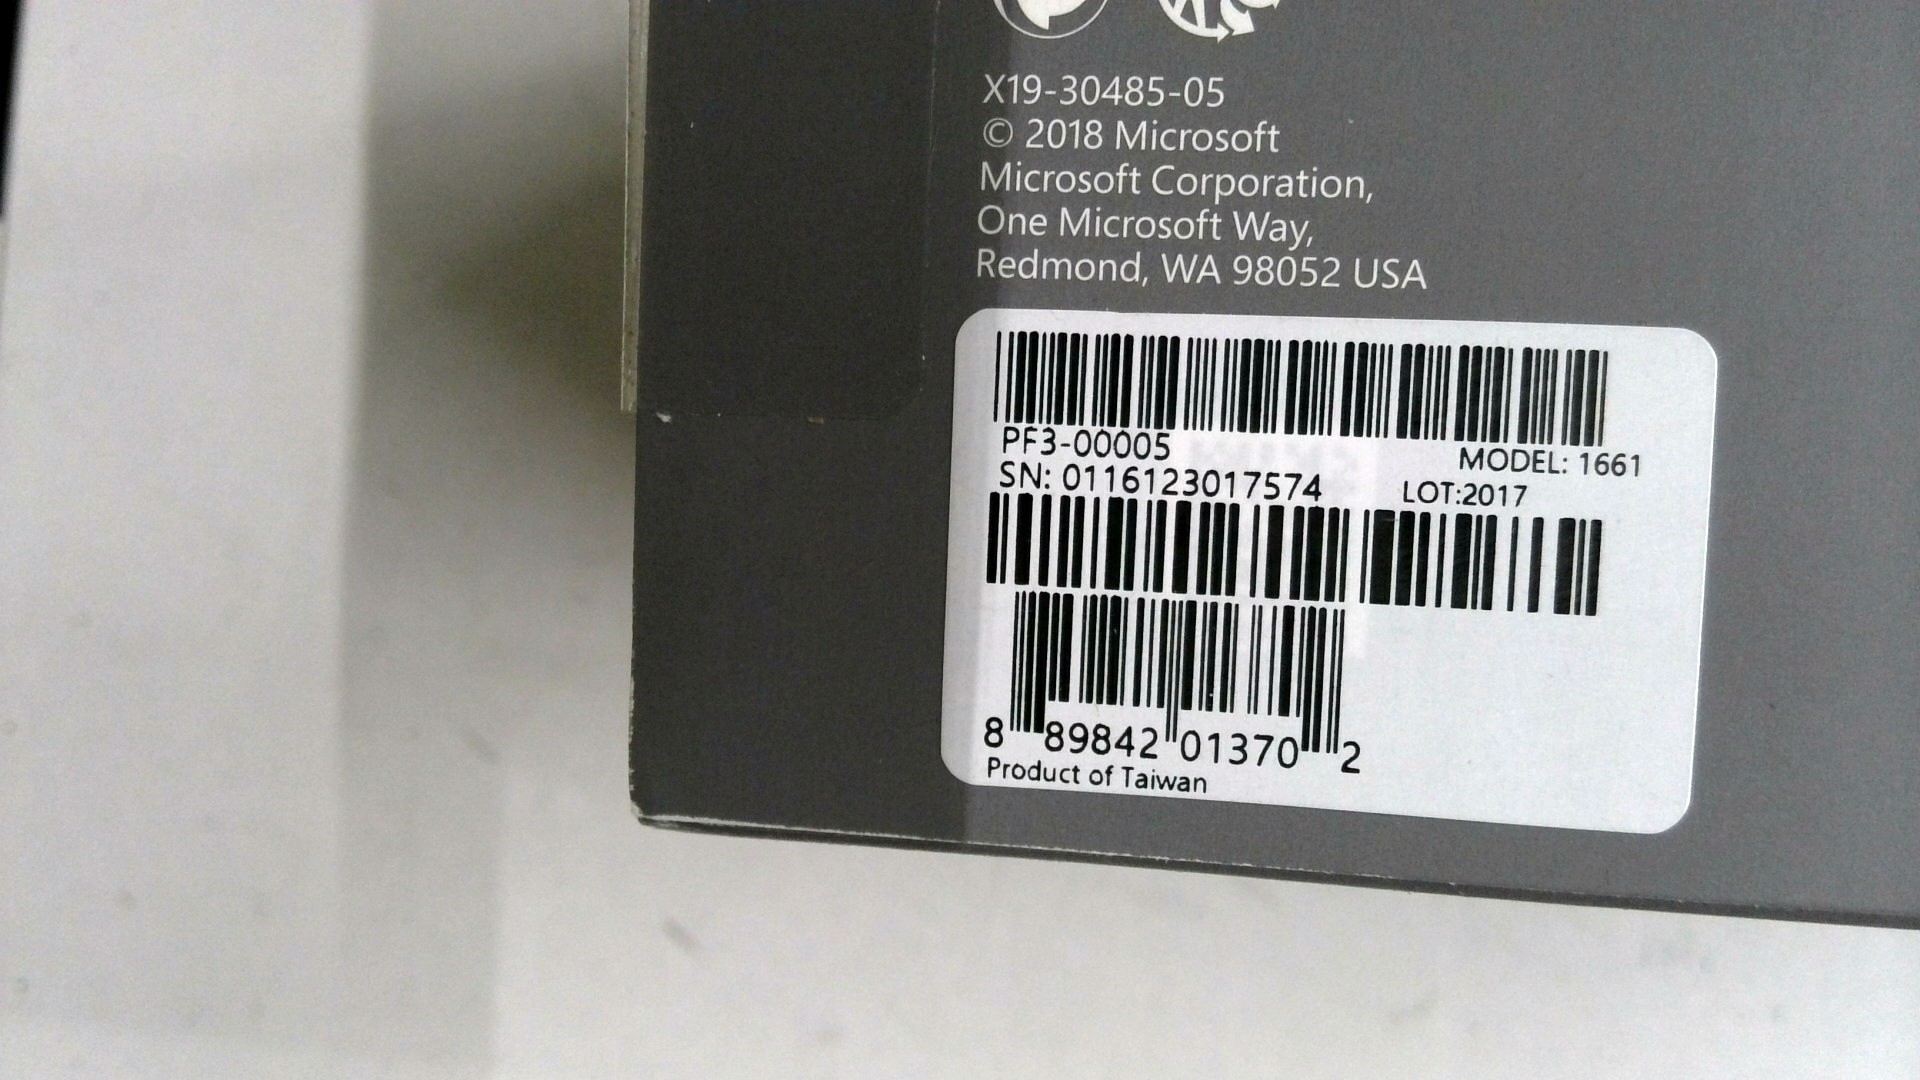 X19-30485-05
© 2018 Microsoft
Microsoft Corporation,
One Microsoft Way,
Redmond, WA 98052 USA
PF3-00005
MODEL: 1661
SN: 0116123017574
LOT:2017
8 89842 01370 2
Product of Taiwan